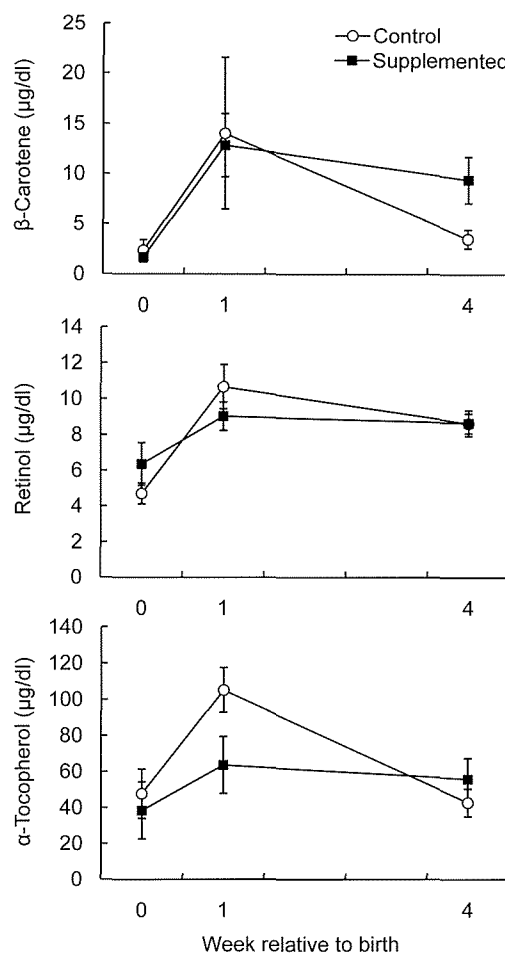 Control
Supplemented
β-Carotene (µg/dl)
25
20
15
10
5
0
0 1 4
Retinol (µg/dl)
14
12
10
8
6
4
2
0
0 1 4
α-Tocopherol (µg/dl)
140
120
100
80
60
40
20
0
0 1 4
Week relative to birth